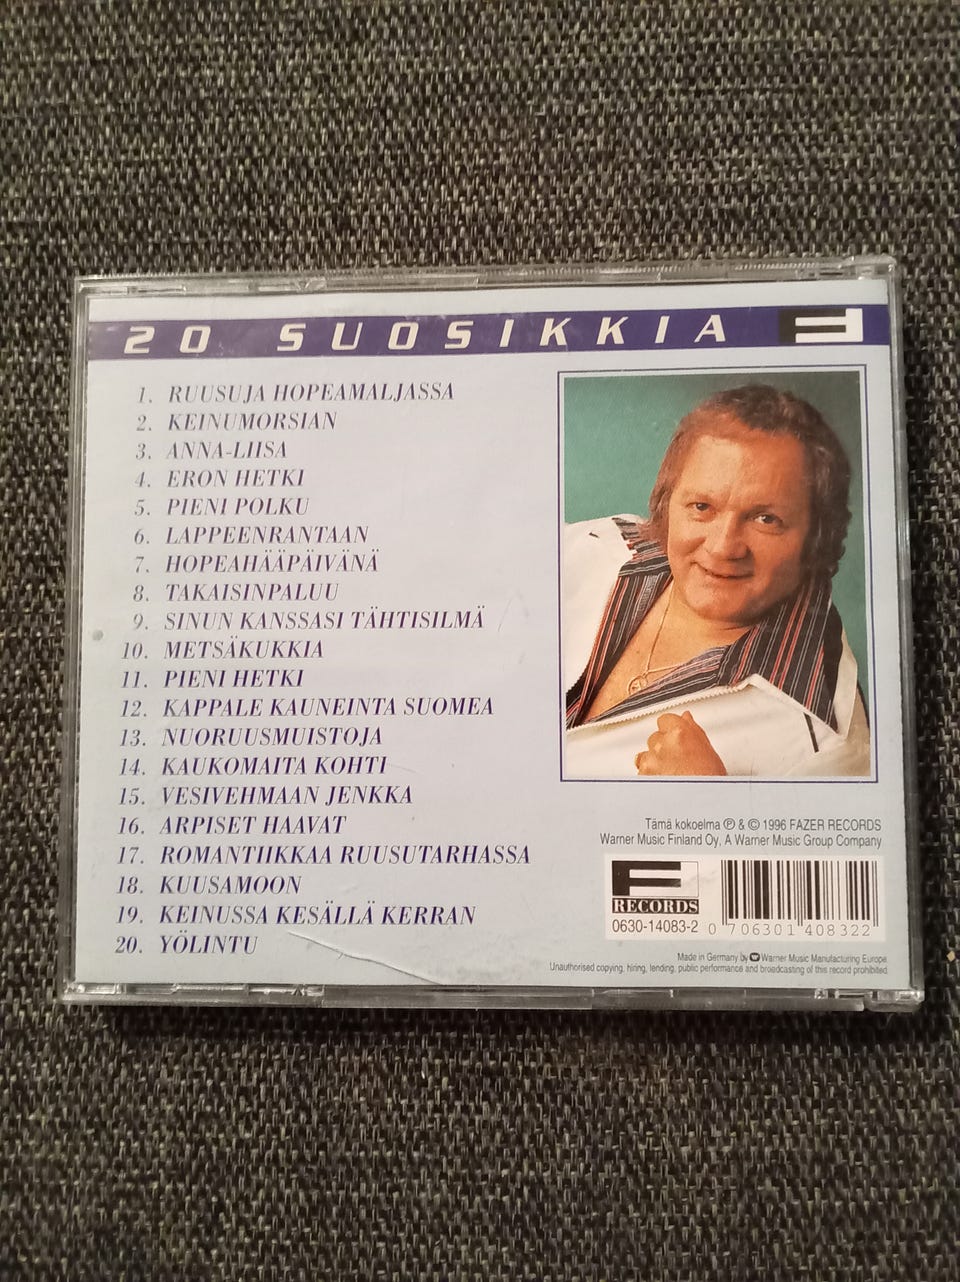 20 SUOSIKKIA
1. RUUSUJA HOPEAMALJASSA
2. KEINUMORSIAN
3. ANNA-LIISA
4. ERON HETKI
5. PIENI POLKU
6. LAPPEENRANTAAN
7. HOPEAHÄÄPÄIVÄNÄ
8. TAKAISINPALUU
9. SINUN KANSSASI TÄHTISILMÄ
10. METSÄKUKKIA
11. PIENI HETKI
12. KAPPALE KAUNEINTA SUOMEA
13. NUORUUSMUISTOJA
14. KAUKOMAITA KOHTI
15. VESIVEHMAAN JENKKA
16. ARPISET HAAVAT
17. ROMANTIIKKAA RUUSUTARHASSA
18. KUUSAMOON
19. KEINUSSA KESÄLLÄ KERRAN
20. YÖLINTU
Tämä kokoelma ℗ & © 1996 FAZER RECORDS
Warner Music Finland Oy, A Warner Music Group Company
F
RECORDS
0630-14083-2
0 706301 408322
Made in Germany by Warner Music Manufacturing Europe
Unauthorised copying, hiring, lending, public performance and broadcasting of this record prohibited.